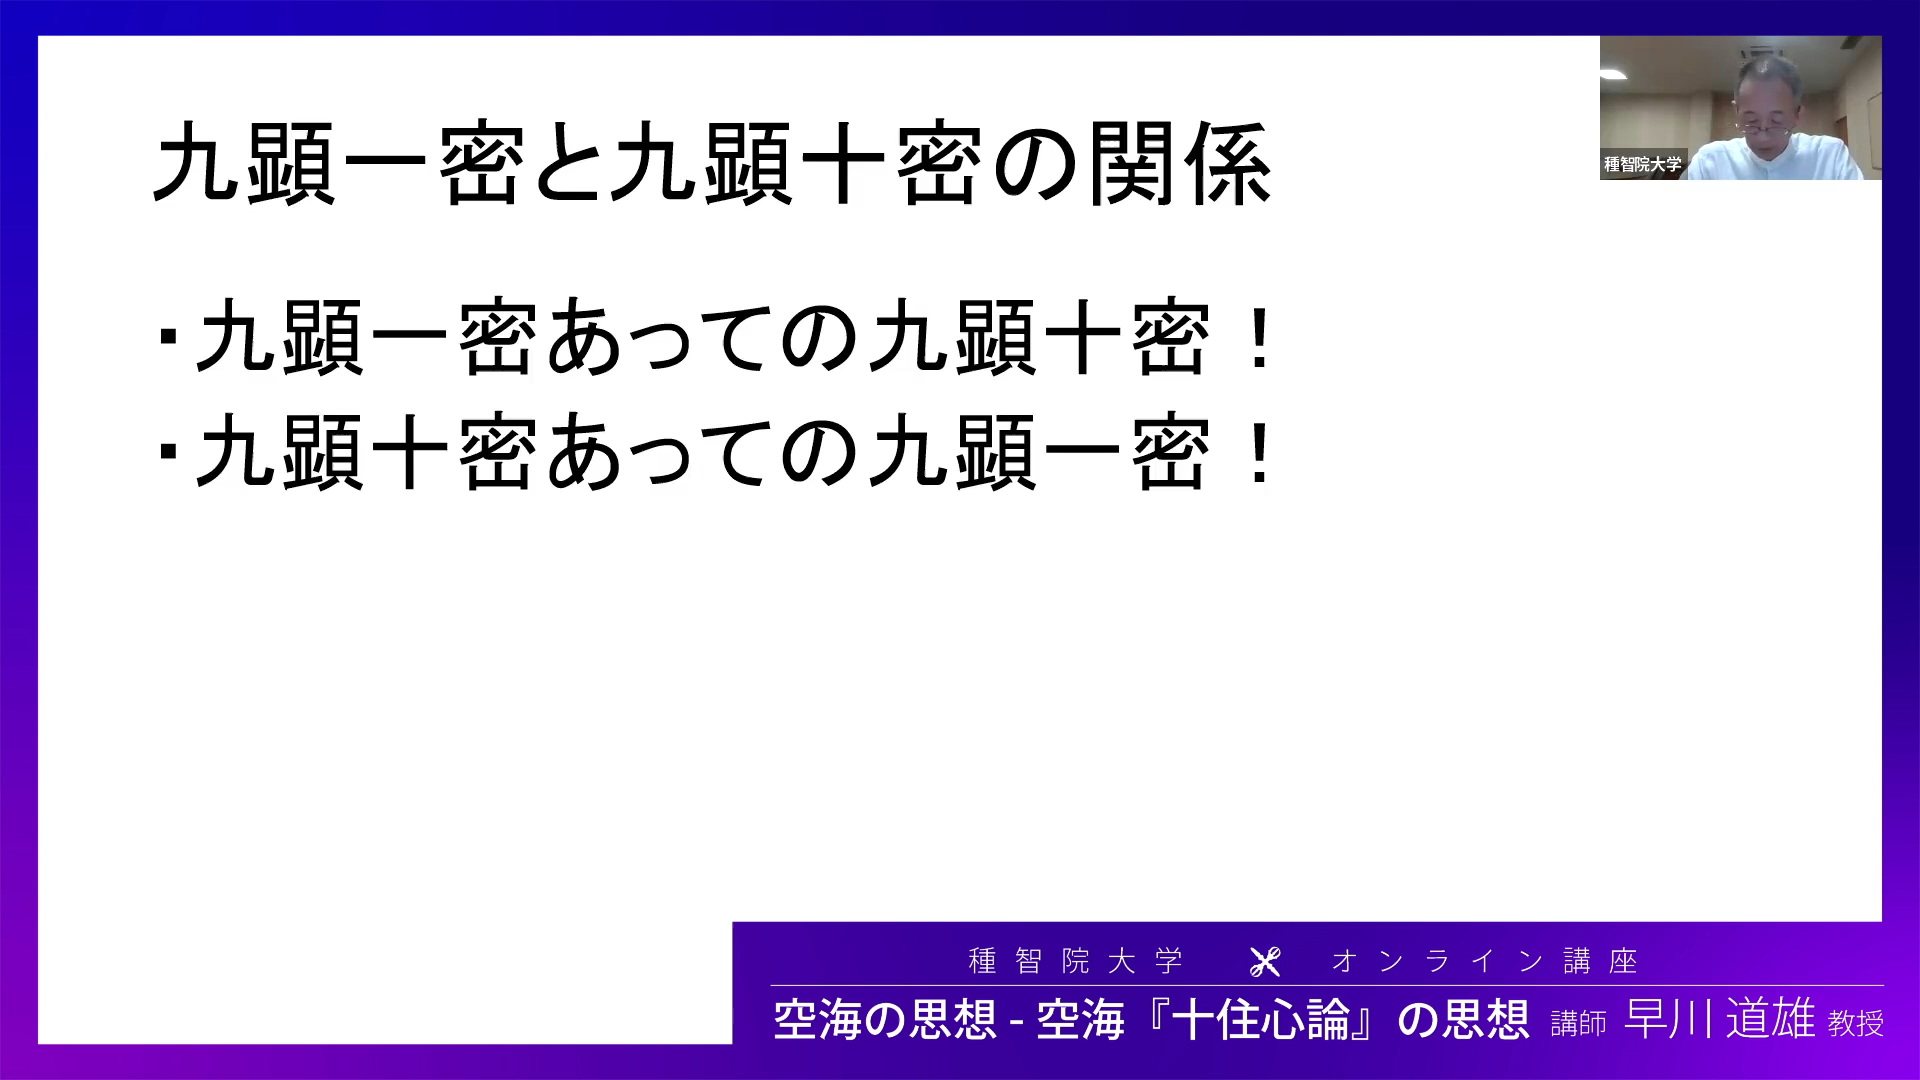 九顕一密と九顕十密の関係
・九顕一密あっての九顕十密！
・九顕十密あっての九顕一密！
種智院大学
種智院大学 オンライン講座
空海の思想 - 空海『十住心論』の思想 講師 早川 道雄 教授